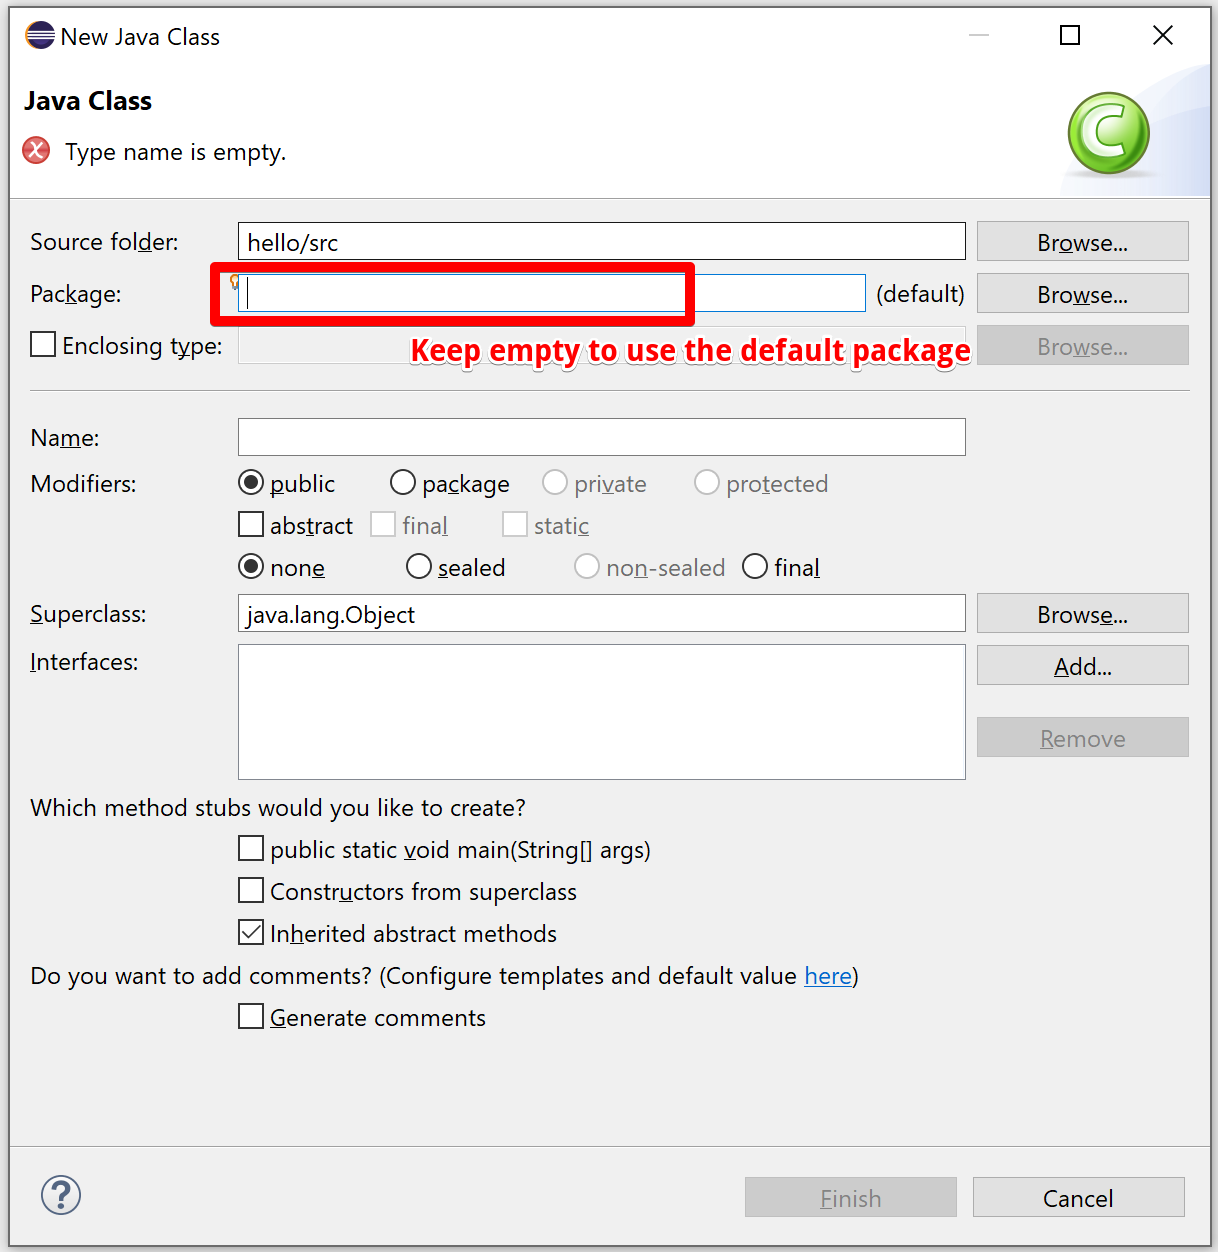 New Java Class
Java Class
Type name is empty.
Source folder: hello/src Browse...
Package: (default) Browse...
Enclosing type: Browse...
Keep empty to use the default package
Name:
Modifiers: public package private protected
abstract final static
none sealed non-sealed final
Superclass: java.lang.Object Browse...
Interfaces: Add...
Remove
Which method stubs would you like to create?
public static void main(String[] args)
Constructors from superclass
Inherited abstract methods
Do you want to add comments? (Configure templates and default value here)
Generate comments
? Finish Cancel